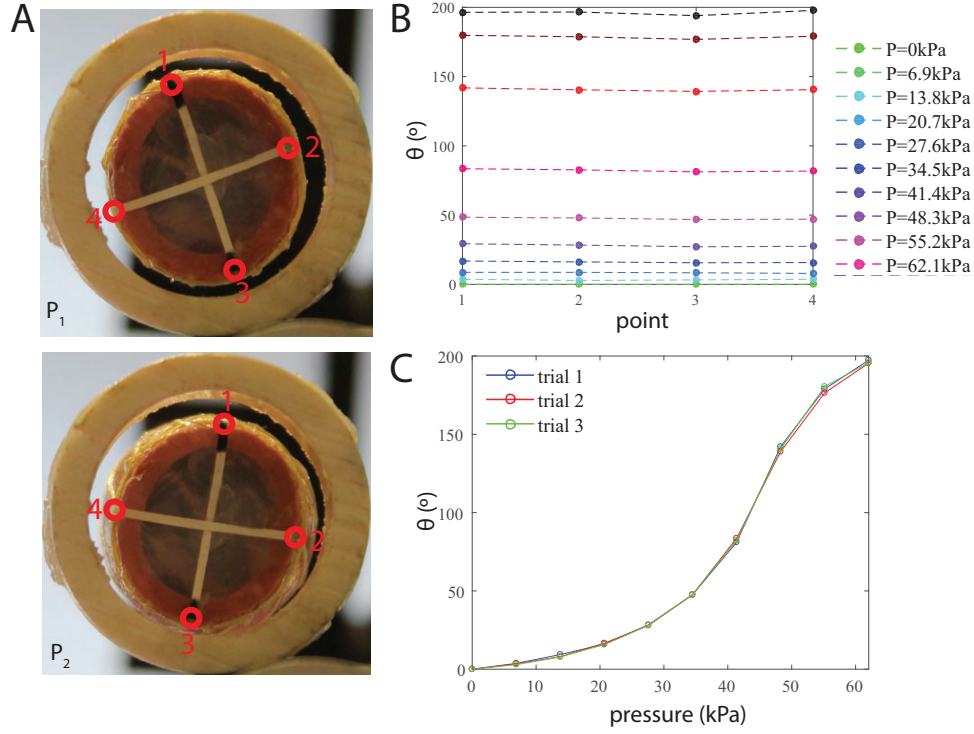 A
1
2
3
4
P1
1
2
3
4
P2
B
200
150
100
50
0
θ (º)
1
2
3
4
point
P=0kPa
P=6.9kPa
P=13.8kPa
P=20.7kPa
P=27.6kPa
P=34.5kPa
P=41.4kPa
P=48.3kPa
P=55.2kPa
P=62.1kPa
C
200
150
100
50
0
θ (º)
trial 1
trial 2
trial 3
0
10
20
30
40
50
60
pressure (kPa)